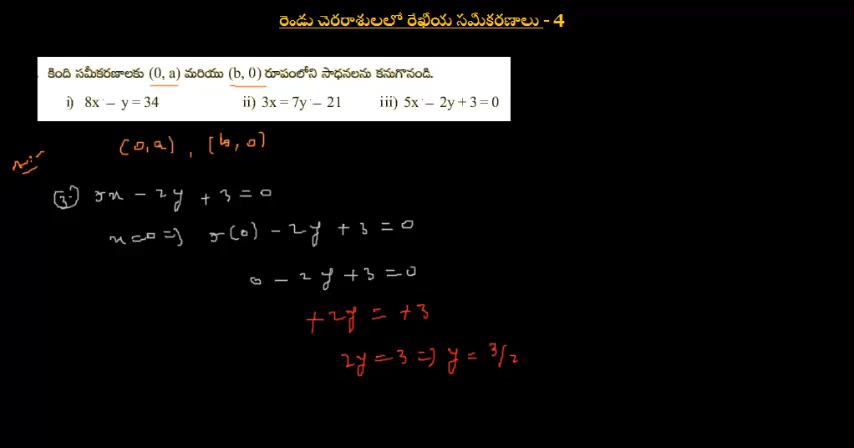 రెండు చెరరాశులలో రేఖీయ సమీకరణాలు - 4
కింది సమీకరణాలకు (0, a) మరియు (b, 0) రూపంలోని సాధనలను కనుగొనండి.
i) 8x – y = 34 ii) 3x = 7y – 21 iii) 5x – 2y + 3 = 0
(0,a) , (b,0)
3) 5x – 2y + 3 = 0
x=0 => 5(0) – 2y + 3 = 0
0 – 2y + 3 = 0
+2y = +3
2y = 3 => y = 3/2